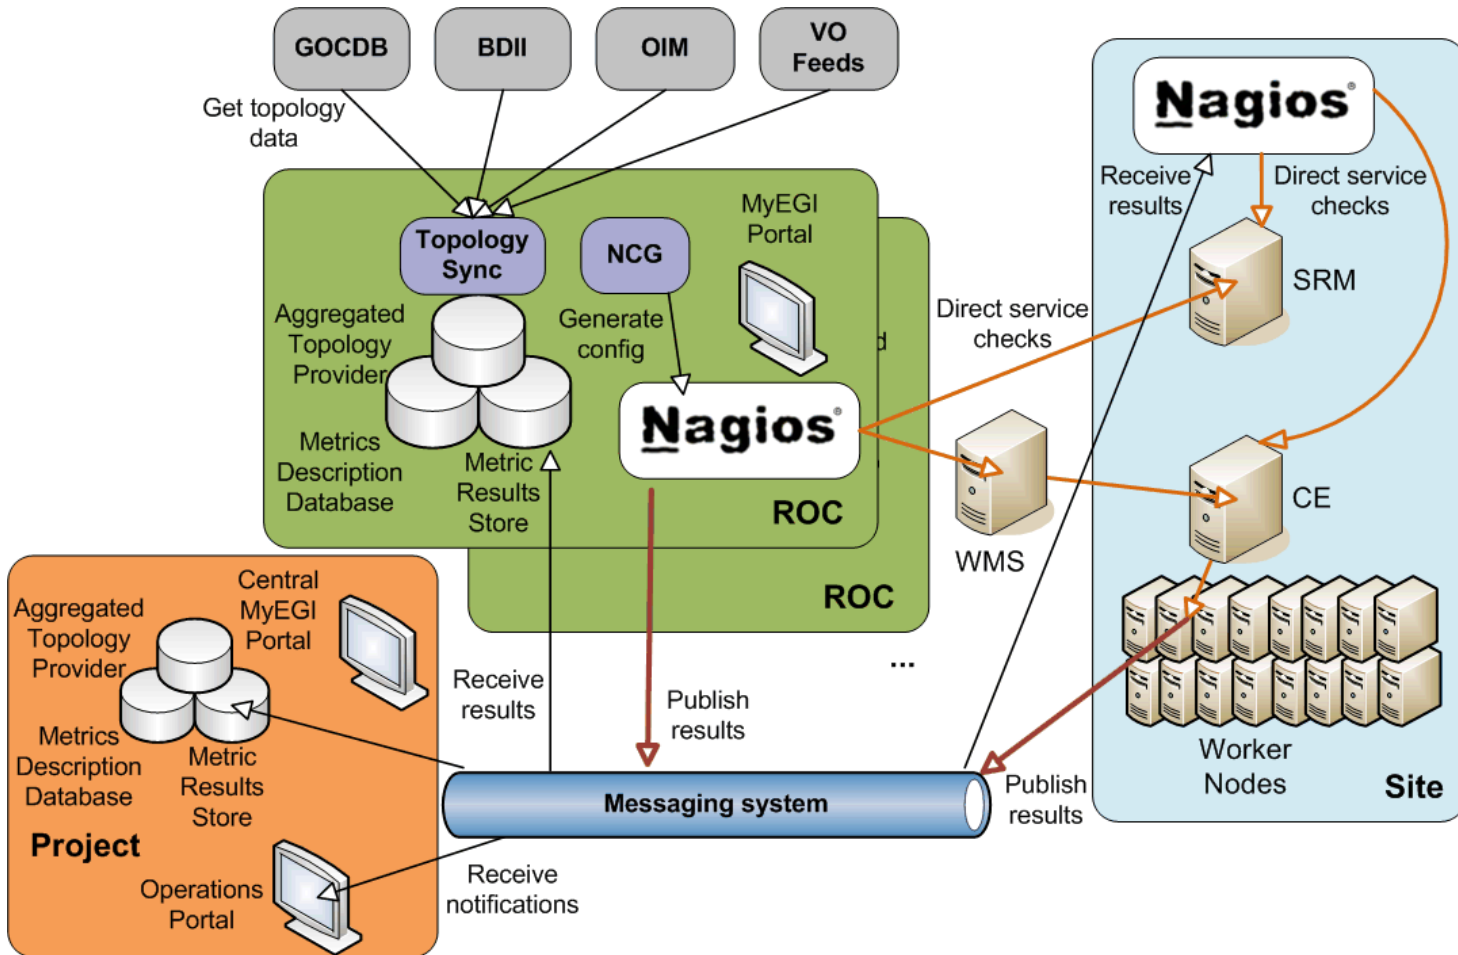 GOCDB
BDII
OIM
VO
Feeds
Get topology
data
Topology
Sync
NCG
MyEGI
Portal
Aggregated
Topology
Provider
Generate
config
Nagios®
Metrics
Description
Database
Metric
Results
Store
ROC
ROC
...
Direct service
checks
WMS
Nagios®
Receive
results
Direct service
checks
SRM
CE
Worker
Nodes
Site
Central
MyEGI
Portal
Aggregated
Topology
Provider
Metrics
Description
Database
Metric
Results
Store
Project
Operations
Portal
Receive
results
Publish
results
Messaging system
Publish
results
Receive
notifications